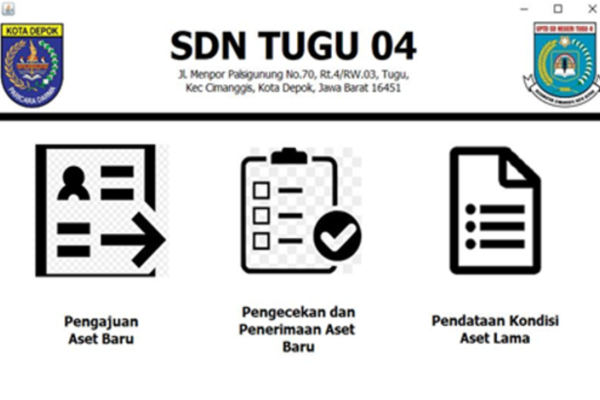 KOTA DEPOK
PARICARA DHARMA
SDN TUGU 04
Jl. Menpor Palsigunung No.70, Rt.4/RW.03, Tugu,
Kec Cimanggis, Kota Depok, Jawa Barat 16451
UPTD SD NEGERI TUGU 4
Pengajuan
Aset Baru
Pengecekan dan
Penerimaan Aset
Baru
Pendataan Kondisi
Aset Lama